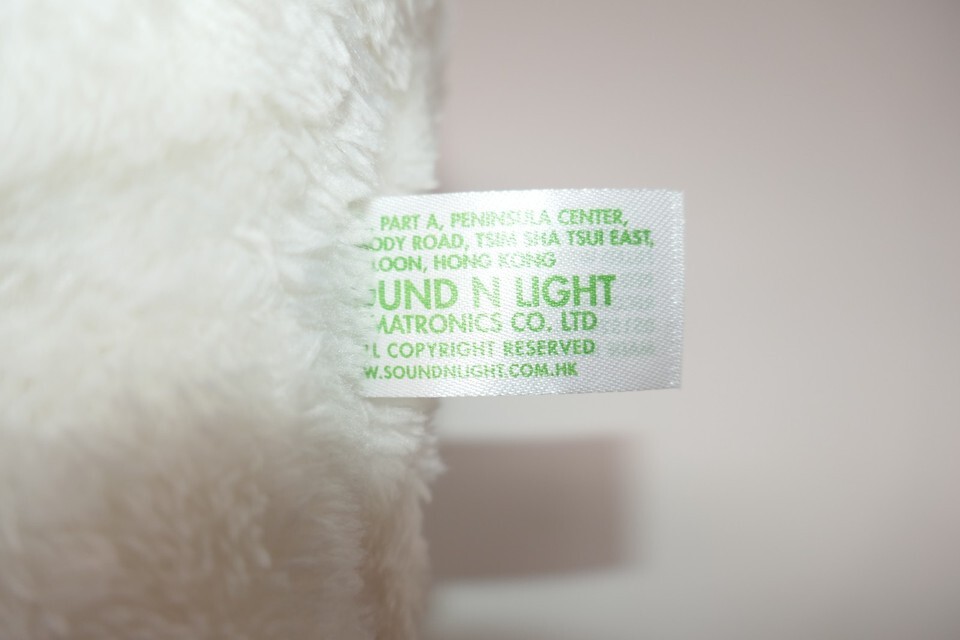 PART A, PENINSULA CENTER,
ODY ROAD, TSIM SHA TSUI EAST,
LOON, HONG KONG
UND N LIGHT
MATRONICS CO. LTD
L COPYRIGHT RESERVED
W.SOUNDNLIGHT.COM.HK